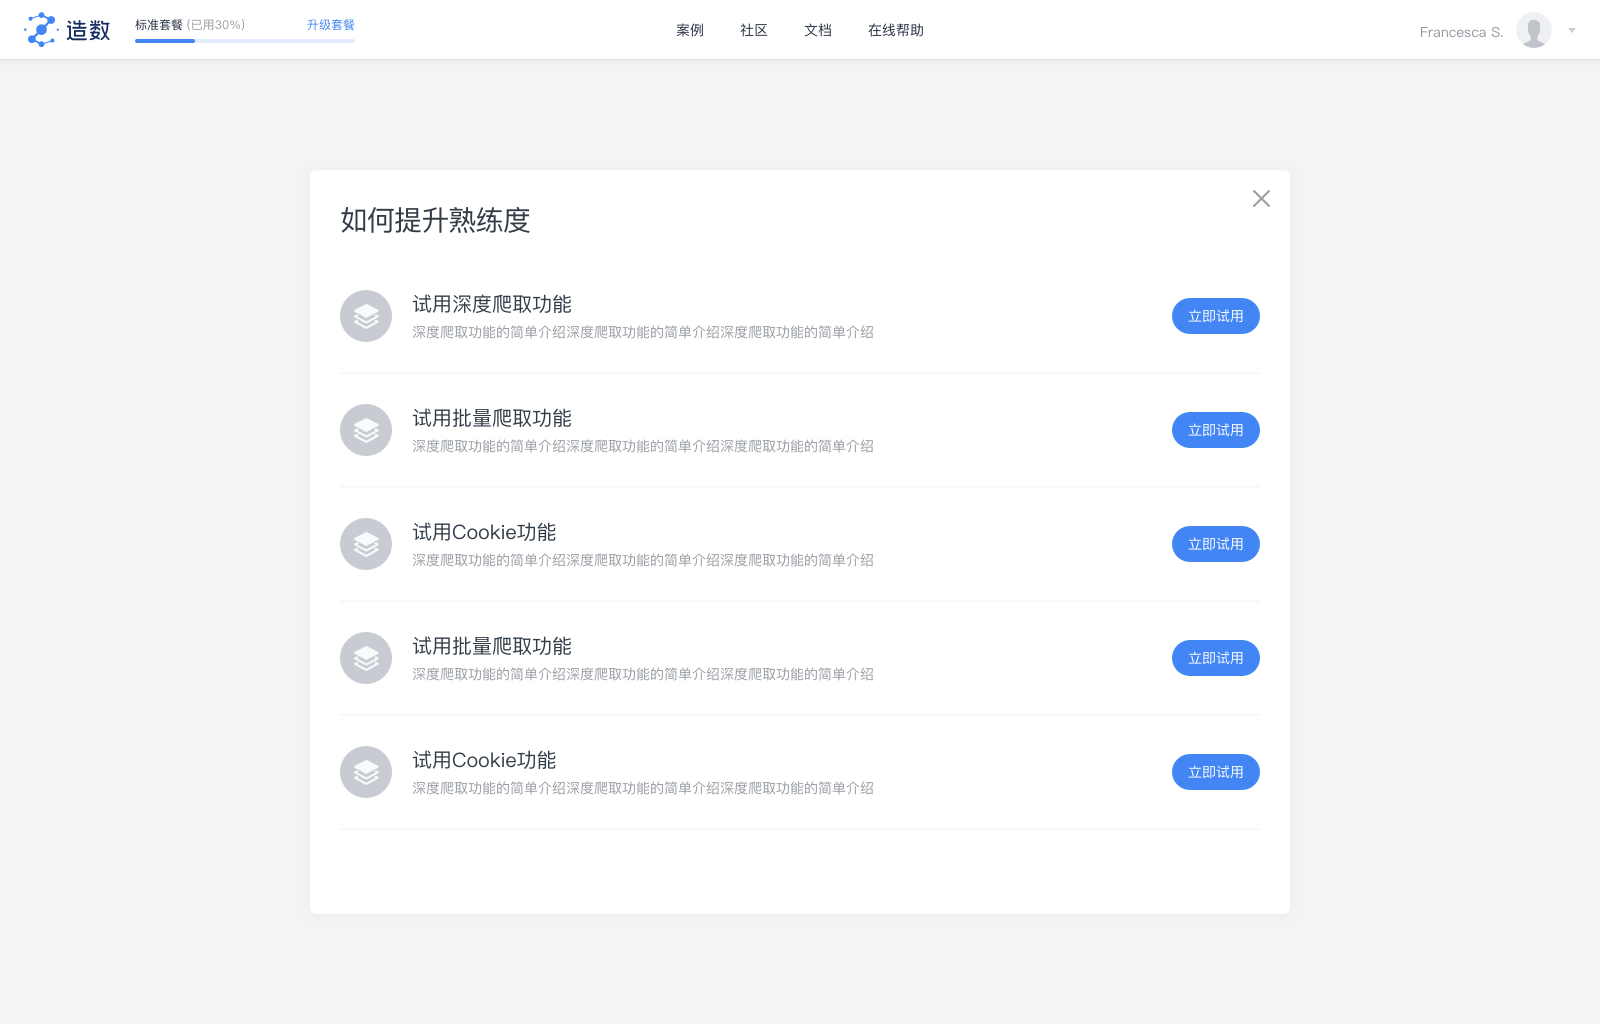 造数
标准套餐 (已用30%) 升级套餐
案例 社区 文档 在线帮助
Francesca S.
如何提升熟练度
试用深度爬取功能
深度爬取功能的简单介绍深度爬取功能的简单介绍深度爬取功能的简单介绍
立即试用
试用批量爬取功能
深度爬取功能的简单介绍深度爬取功能的简单介绍深度爬取功能的简单介绍
立即试用
试用Cookie功能
深度爬取功能的简单介绍深度爬取功能的简单介绍深度爬取功能的简单介绍
立即试用
试用批量爬取功能
深度爬取功能的简单介绍深度爬取功能的简单介绍深度爬取功能的简单介绍
立即试用
试用Cookie功能
深度爬取功能的简单介绍深度爬取功能的简单介绍深度爬取功能的简单介绍
立即试用